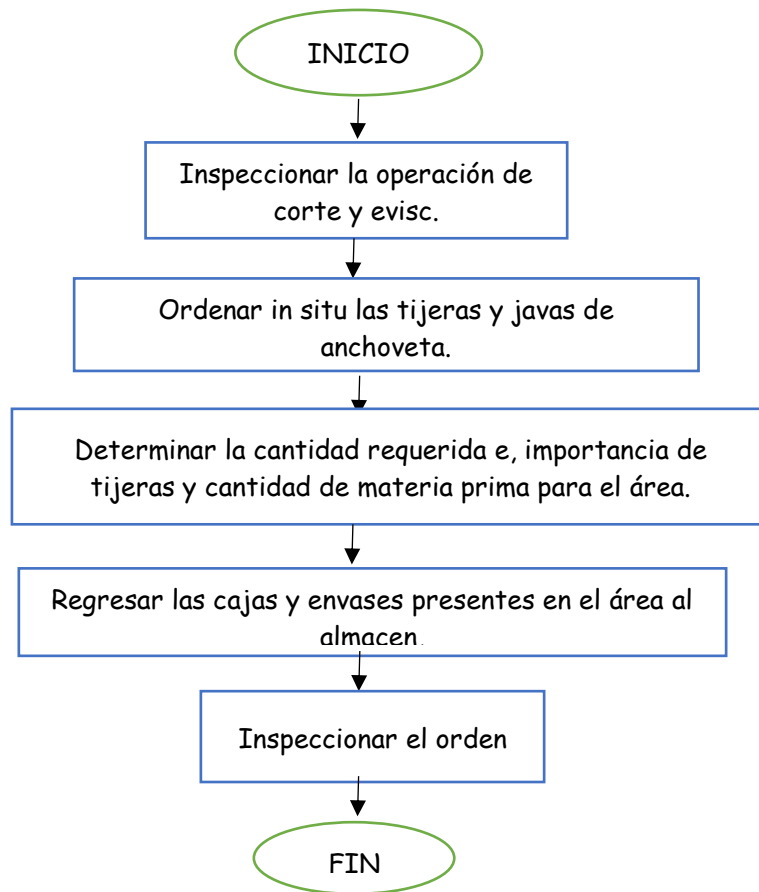 INICIO
Inspeccionar la operación de
corte y evisc.
Ordenar in situ las tijeras y javas de
anchoveta.
Determinar la cantidad requerida e, importancia de
tijeras y cantidad de materia prima para el área.
Regresar las cajas y envases presentes en el área al
almacen.
Inspeccionar el orden
FIN